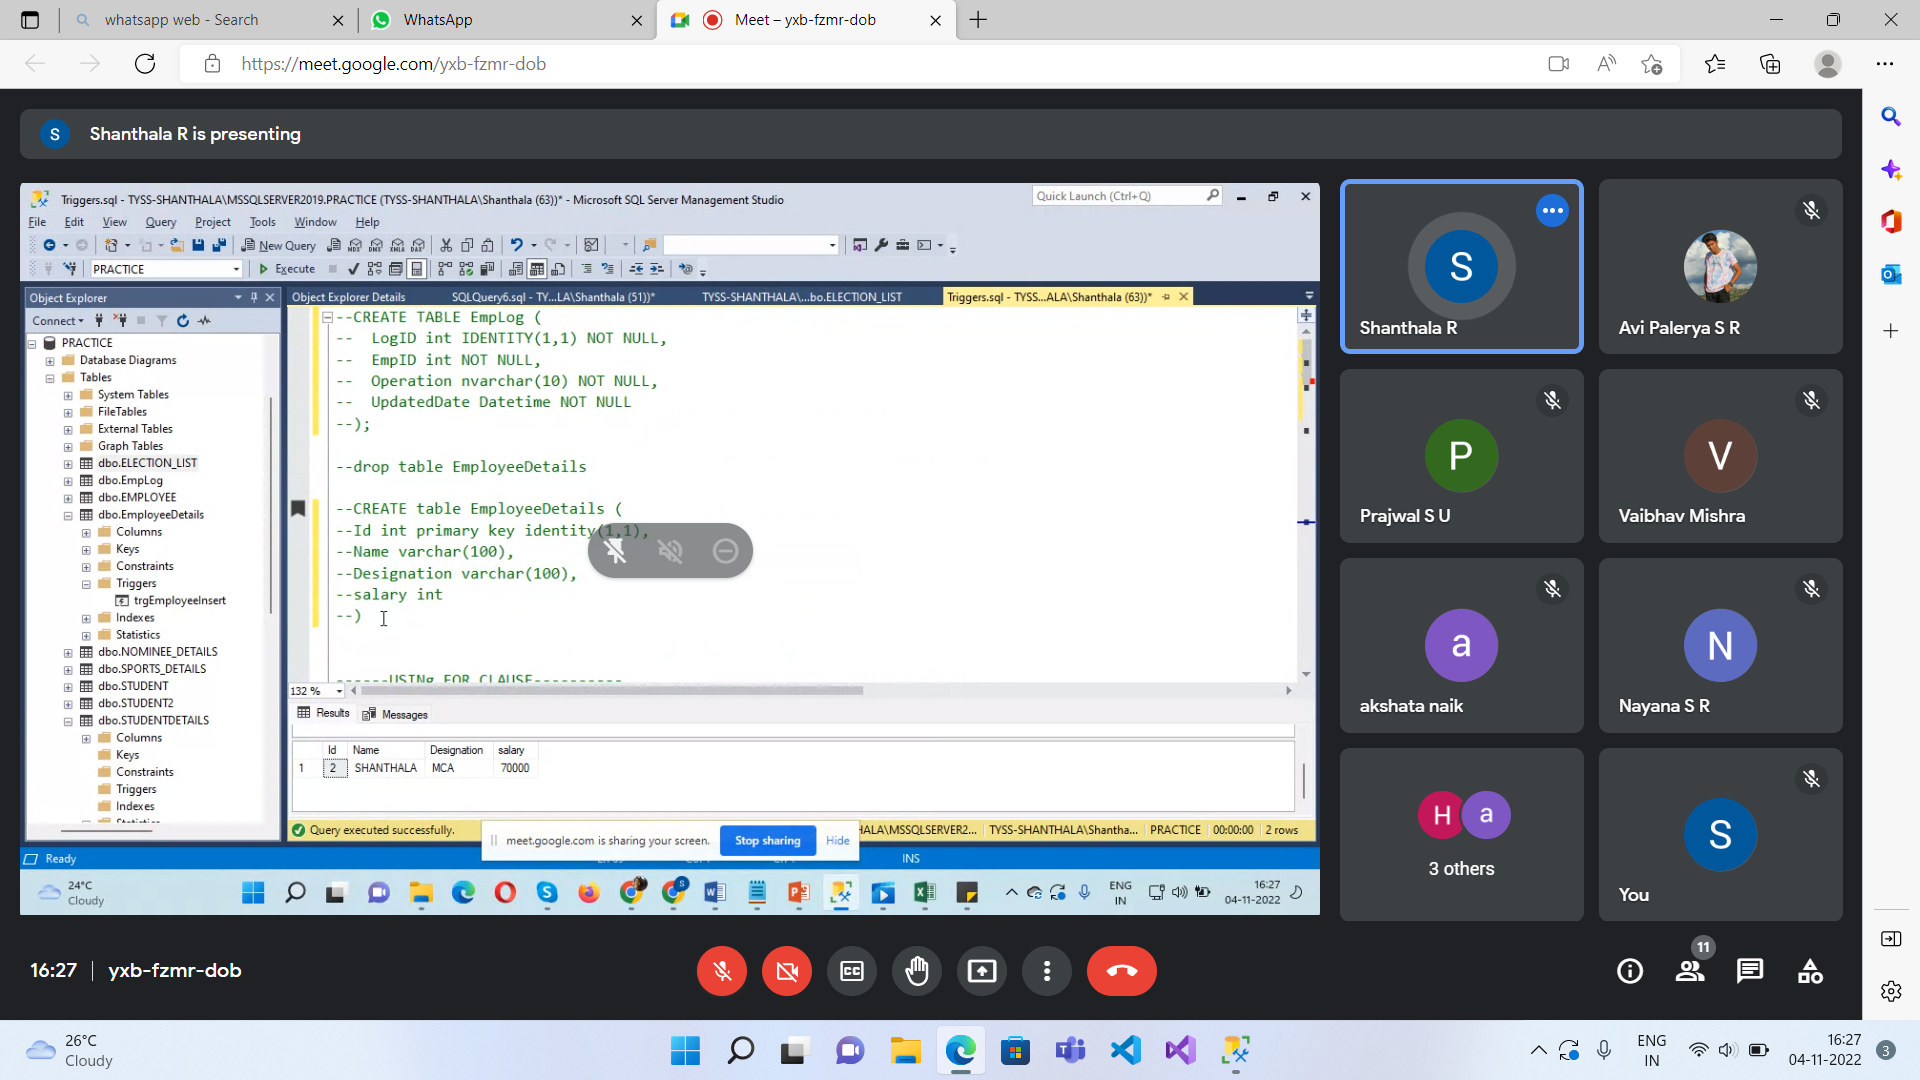 whatsapp web - Search
WhatsApp
Meet – yxb-fzmr-dob
https://meet.google.com/yxb-fzmr-dob
S
Shanthala R is presenting
Triggers.sql - TYSS-SHANTHALA\MSSQLSERVER2019.PRACTICE (TYSS-SHANTHALA\Shanthala (63))* - Microsoft SQL Server Management Studio
Quick Launch (Ctrl+Q)
File Edit View Query Project Tools Window Help
New Query
PRACTICE
Execute
Object Explorer
Connect
PRACTICE
Database Diagrams
Tables
System Tables
FileTables
External Tables
Graph Tables
dbo.ELECTION_LIST
dbo.EmpLog
dbo.EMPLOYEE
dbo.EmployeeDetails
Columns
Keys
Constraints
Triggers
trgEmployeeInsert
Indexes
Statistics
dbo.NOMINEE_DETAILS
dbo.SPORTS_DETAILS
dbo.STUDENT
dbo.STUDENT2
dbo.STUDENTDETAILS
Columns
Keys
Constraints
Triggers
Indexes
Statistics
Object Explorer Details
SQLQuery6.sql - TY...LA\Shanthala (51))*
TYSS-SHANTHALA\...bo.ELECTION_LIST
Triggers.sql - TYSS...ALA\Shanthala (63))*
--CREATE TABLE EmpLog (
-- LogID int IDENTITY(1,1) NOT NULL,
-- EmpID int NOT NULL,
-- Operation nvarchar(10) NOT NULL,
-- UpdatedDate Datetime NOT NULL
--);
--drop table EmployeeDetails
--CREATE table EmployeeDetails (
--Id int primary key identity(1,1),
--Name varchar(100),
--Designation varchar(100),
--salary int
--)
------USINg FOR CLAUSE-----------
132 %
Results
Messages
Id Name Designation salary
1 2 SHANTHALA MCA 70000
Query executed successfully.
HALA\MSSQLSERVER2...
TYSS-SHANTHALA\Shantha...
PRACTICE
00:00:00
2 rows
meet.google.com is sharing your screen.
Stop sharing
Hide
Ready
INS
24°C
Cloudy
ENG
IN
16:27
04-11-2022
S
Shanthala R
Avi Palerya S R
P
Prajwal S U
V
Vaibhav Mishra
a
akshata naik
N
Nayana S R
H
a
3 others
S
You
16:27
yxb-fzmr-dob
CC
11
26°C
Cloudy
ENG
IN
16:27
04-11-2022
3